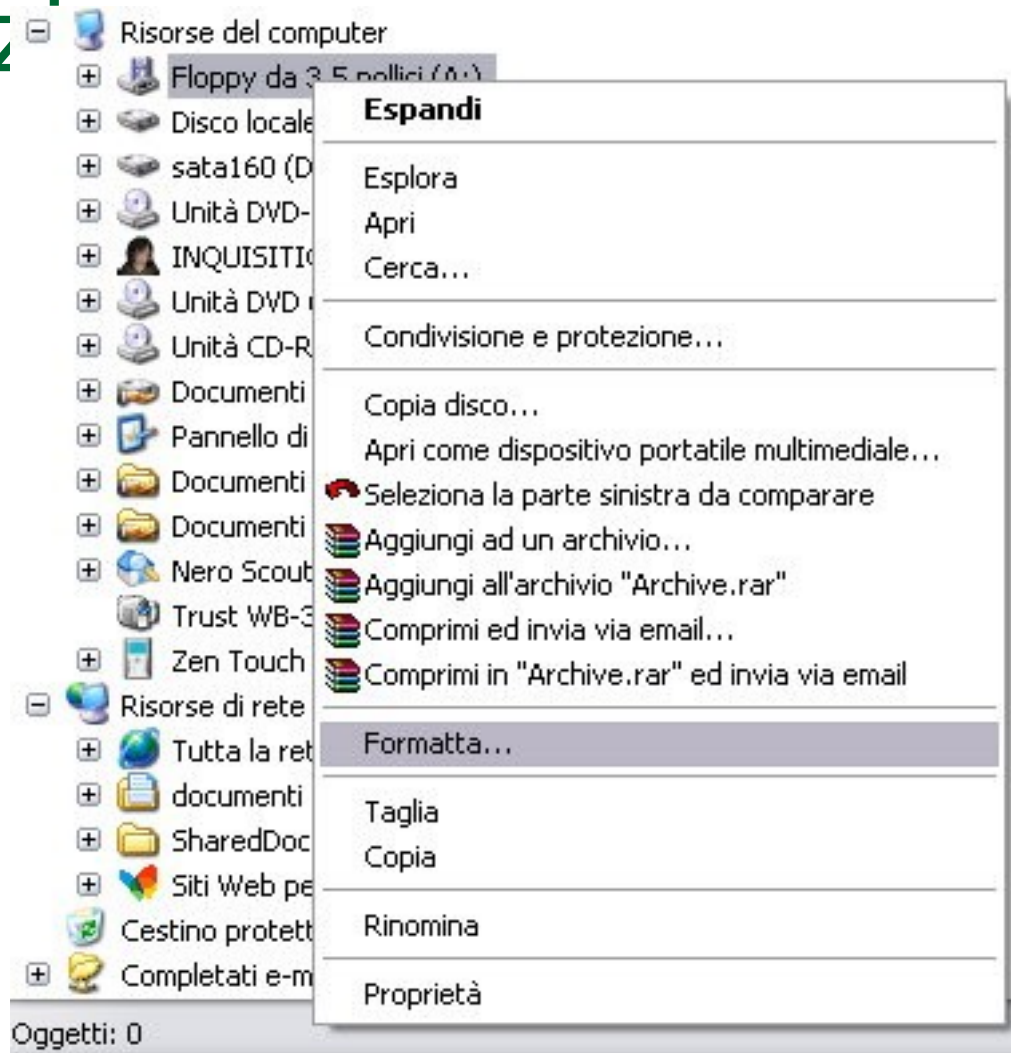 Risorse del computer
Floppy da 3,5 pollici (A:)
Disco locale
sata160 (D
Unità DVD-
INQUISITIO
Unità DVD
Unità CD-R
Documenti
Pannello di
Documenti
Documenti
Nero Scout
Trust WB-3
Zen Touch
Risorse di rete
Tutta la ret
documenti
SharedDoc
Siti Web pe
Cestino protett
Completati e-m
Oggetti: 0
Espandi
Esplora
Apri
Cerca...
Condivisione e protezione...
Copia disco...
Apri come dispositivo portatile multimediale...
Seleziona la parte sinistra da comparare
Aggiungi ad un archivio...
Aggiungi all'archivio "Archive.rar"
Comprimi ed invia via email...
Comprimi in "Archive.rar" ed invia via email
Formatta...
Taglia
Copia
Rinomina
Proprietà